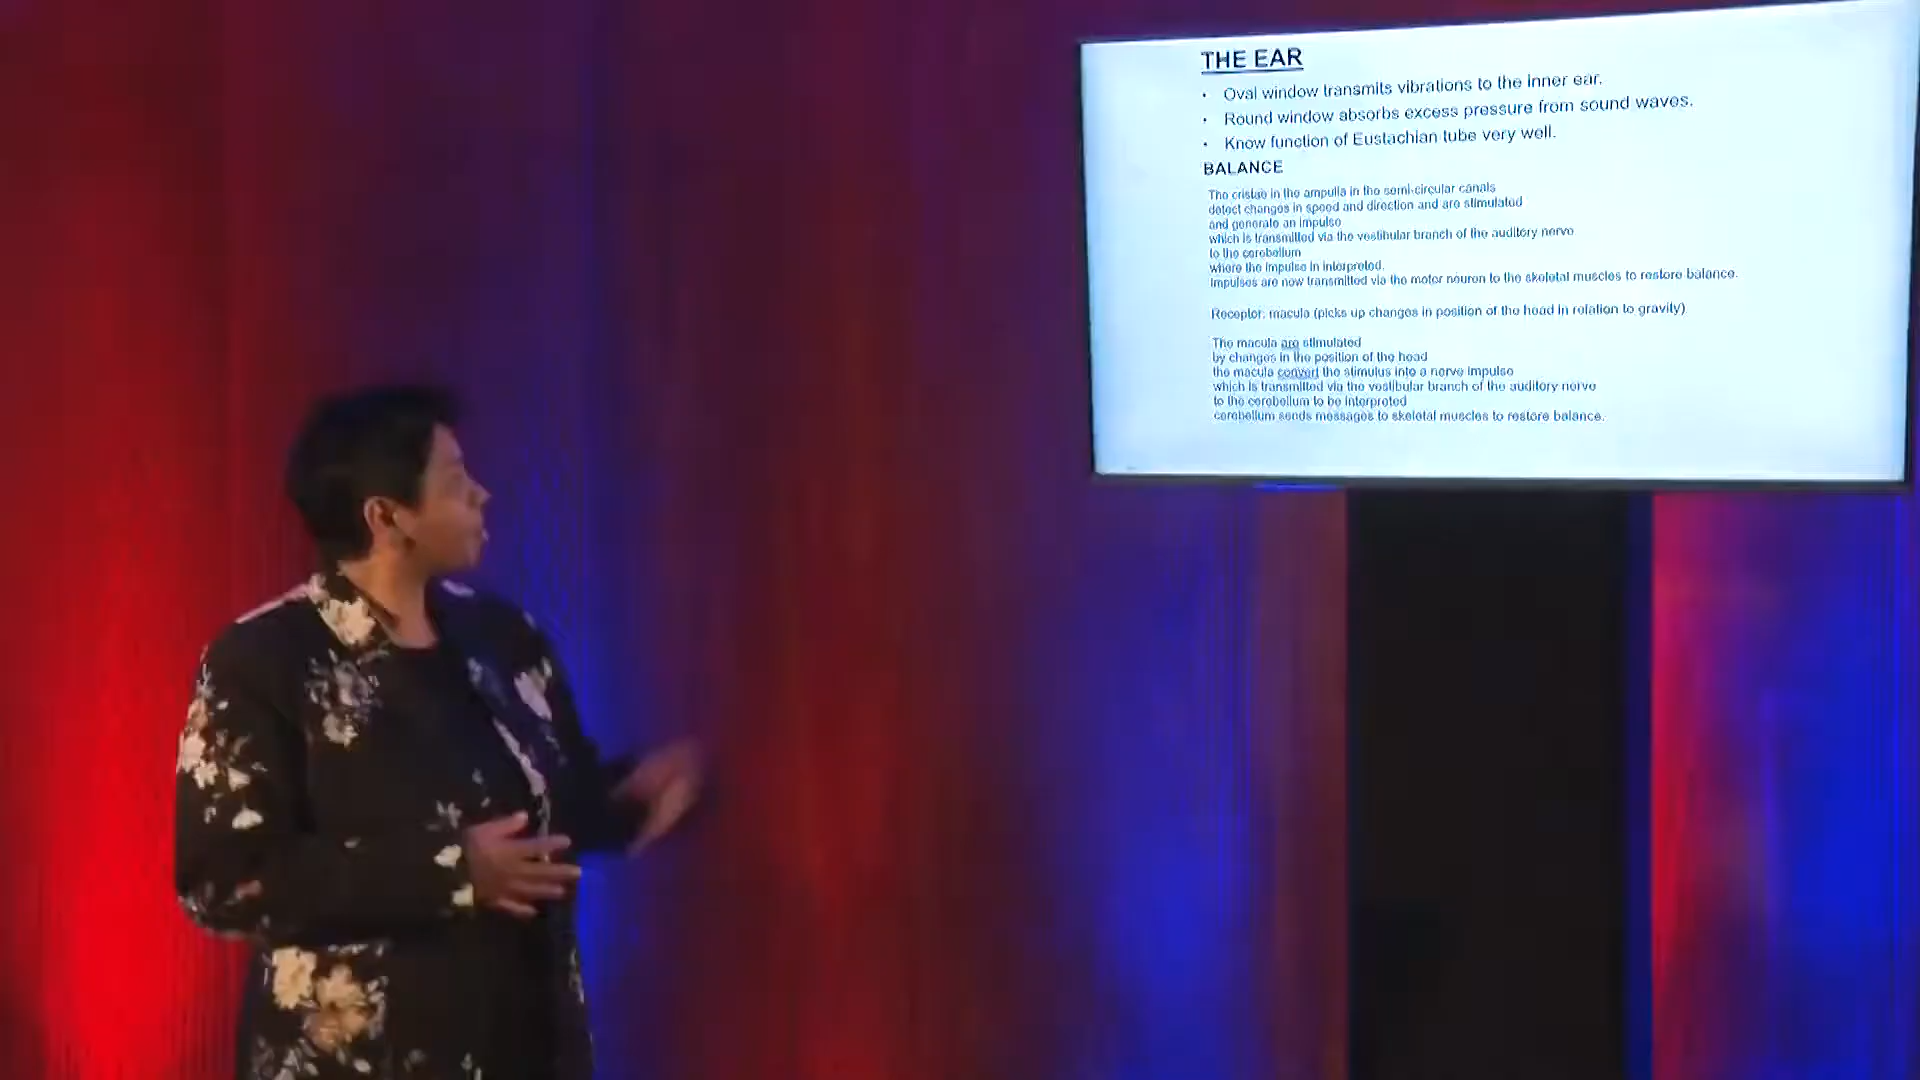 THE EAR
• Oval window transmits vibrations to the inner ear.
• Round window absorbs excess pressure from sound waves.
• Know function of Eustachian tube very well.
BALANCE
The cristae in the ampulla in the semi-circular canals
detect changes in speed and direction and are stimulated
and generate an impulse
which is transmitted via the vestibular branch of the auditory nerve
to the cerebellum
where the impulse in interpreted.
Impulses are now transmitted via the motor neuron to the skeletal muscles to restore balance.
Receptor: macula (picks up changes in position of the head in relation to gravity)
The macula are stimulated
by changes in the position of the head
the macula convert the stimulus into a nerve impulse
which is transmitted via the vestibular branch of the auditory nerve
to the cerebellum to be interpreted
cerebellum sends messages to skeletal muscles to restore balance.